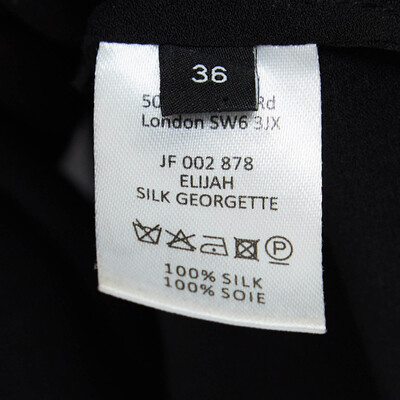 36
50 Rd
London SW6 3JX
JF 002 878
ELIJAH
SILK GEORGETTE
P
100% SILK
100% SOIE